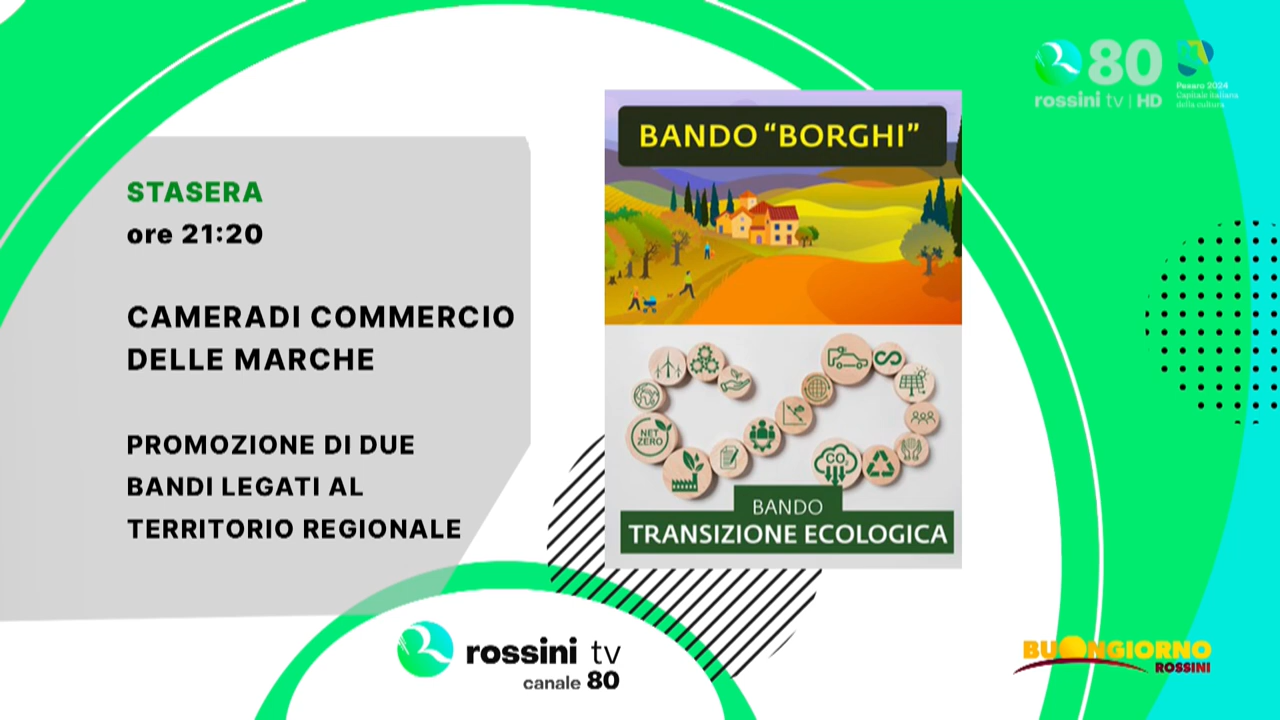 80
rossini tv | HD
Pesaro 2024
Capitale italiana
della cultura
STASERA
ore 21:20
CAMERADI COMMERCIO
DELLE MARCHE
PROMOZIONE DI DUE
BANDI LEGATI AL
TERRITORIO REGIONALE
BANDO “BORGHI”
NET
ZERO
CO2
BANDO
TRANSIZIONE ECOLOGICA
rossini tv
canale 80
BUONGIORNO
ROSSINI